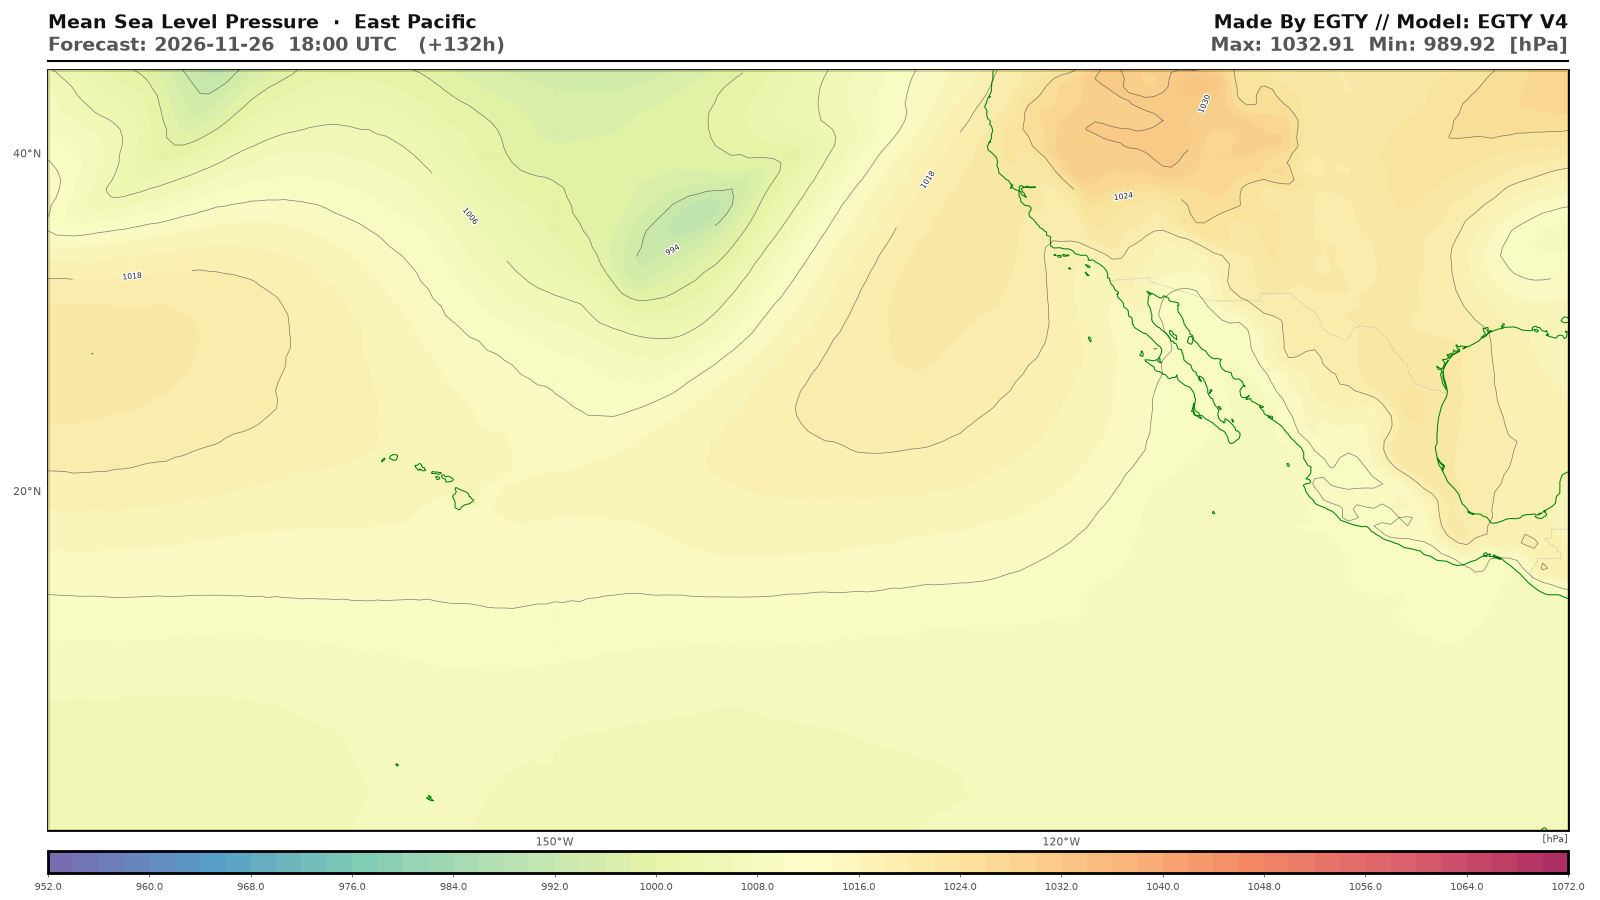 Mean Sea Level Pressure · East Pacific
Made By EGTY // Model: EGTY V4
Forecast: 2026-11-26 18:00 UTC (+132h)
Max: 1032.91 Min: 989.92 [hPa]
1030
40°N
1018
1024
1006
994
1018
20°N
150°W
120°W
[hPa]
952.0
960.0
968.0
976.0
984.0
992.0
1000.0
1008.0
1016.0
1024.0
1032.0
1040.0
1048.0
1056.0
1064.0
1072.0